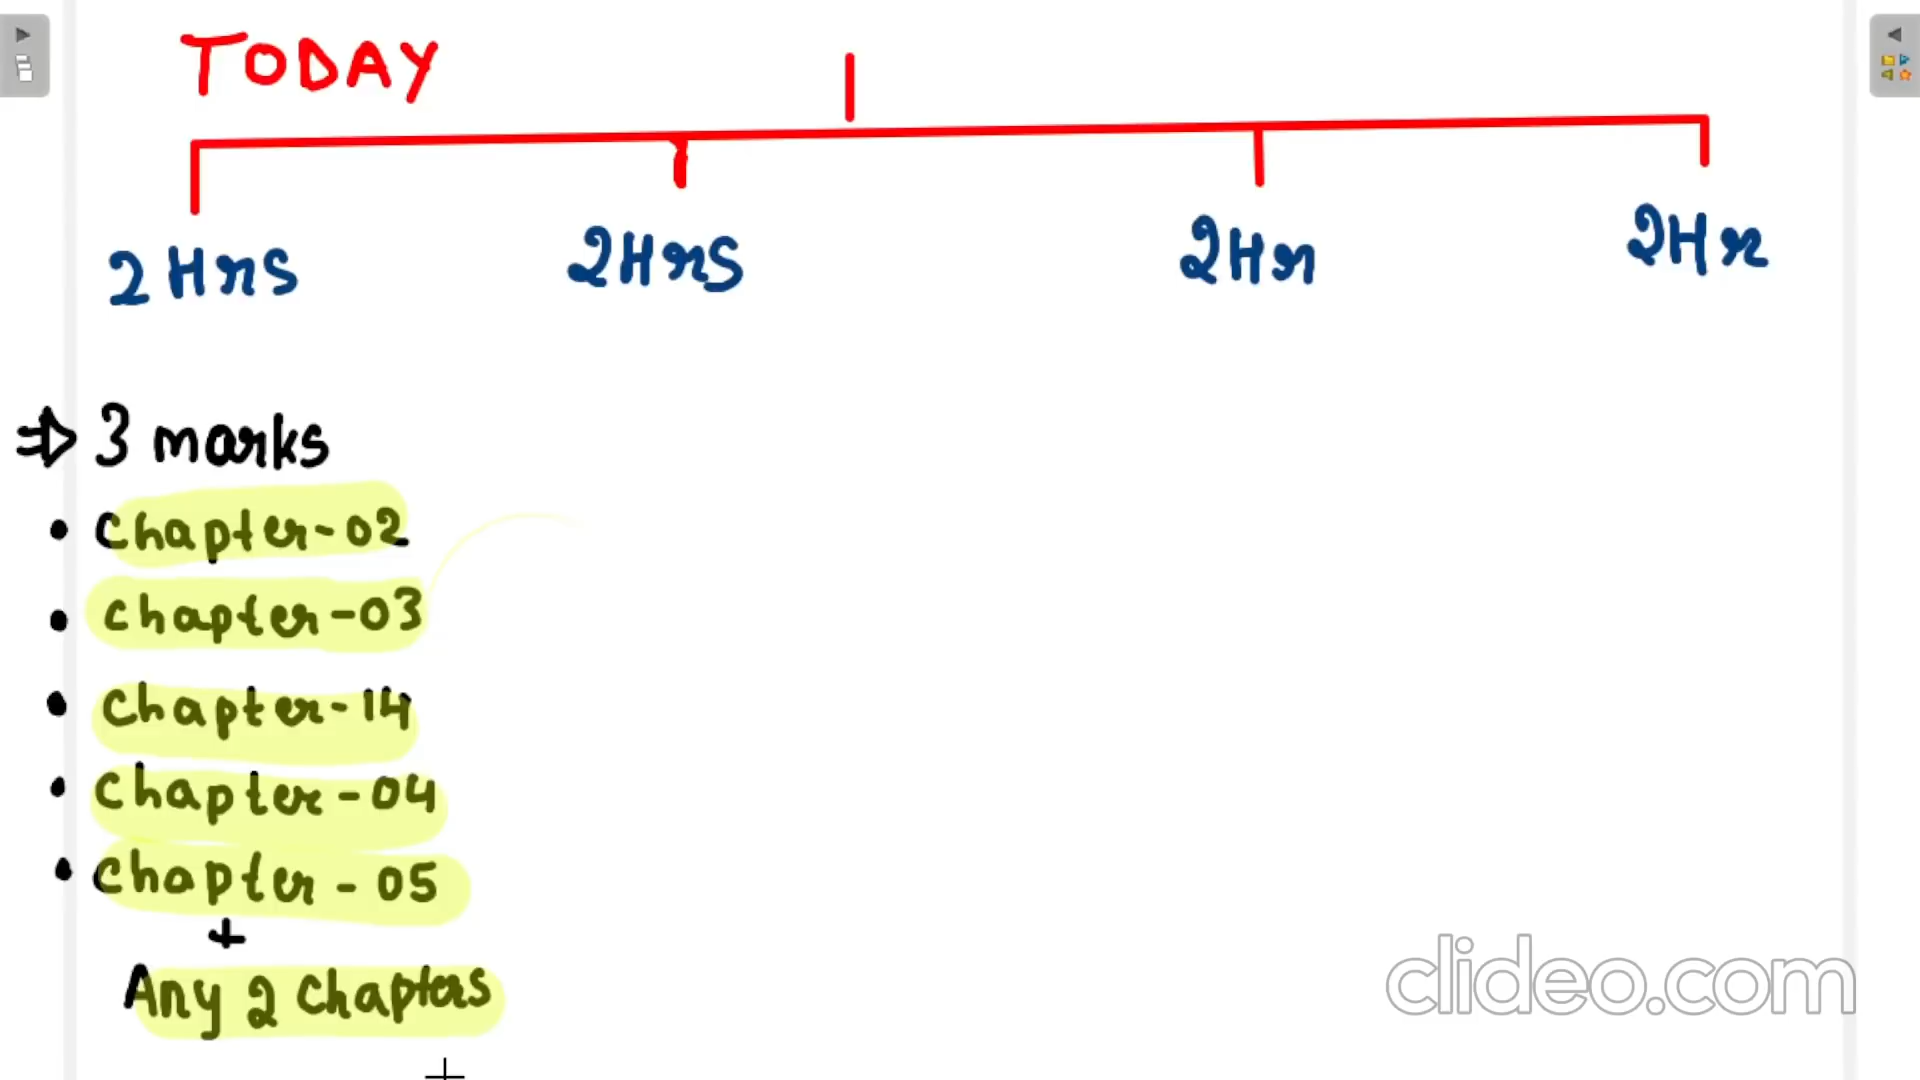 TODAY
2 Hrs 2Hrs 2Hr 2Hr
⇒ 3 marks
• Chapter-02
• Chapter-03
• Chapter-14
• Chapter-04
• Chapter-05
+
Any 2 Chapters
clideo.com